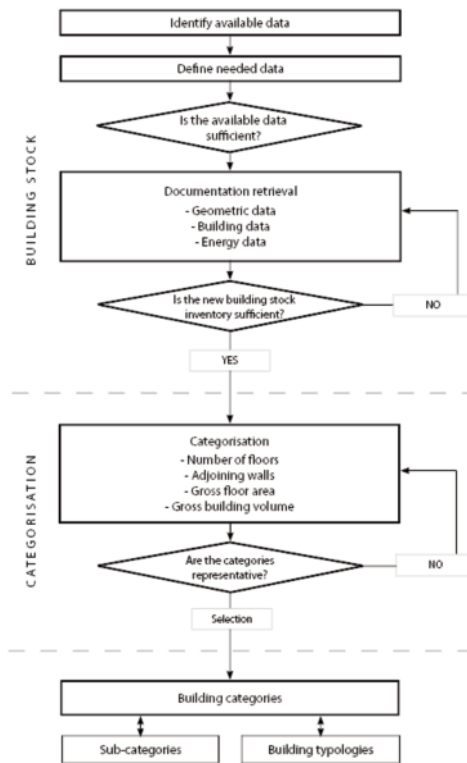 Identify available data
Define needed data
Is the available data
sufficient?
BUILDING STOCK
Documentation retrieval
- Geometric data
- Building data
- Energy data
Is the new building stock
inventory sufficient?
NO
YES
CATEGORISATION
Categorisation
- Number of floors
- Adjoining walls
- Gross floor area
- Gross building volume
Are the categories
representative?
NO
Selection
Building categories
Sub-categories
Building typologies